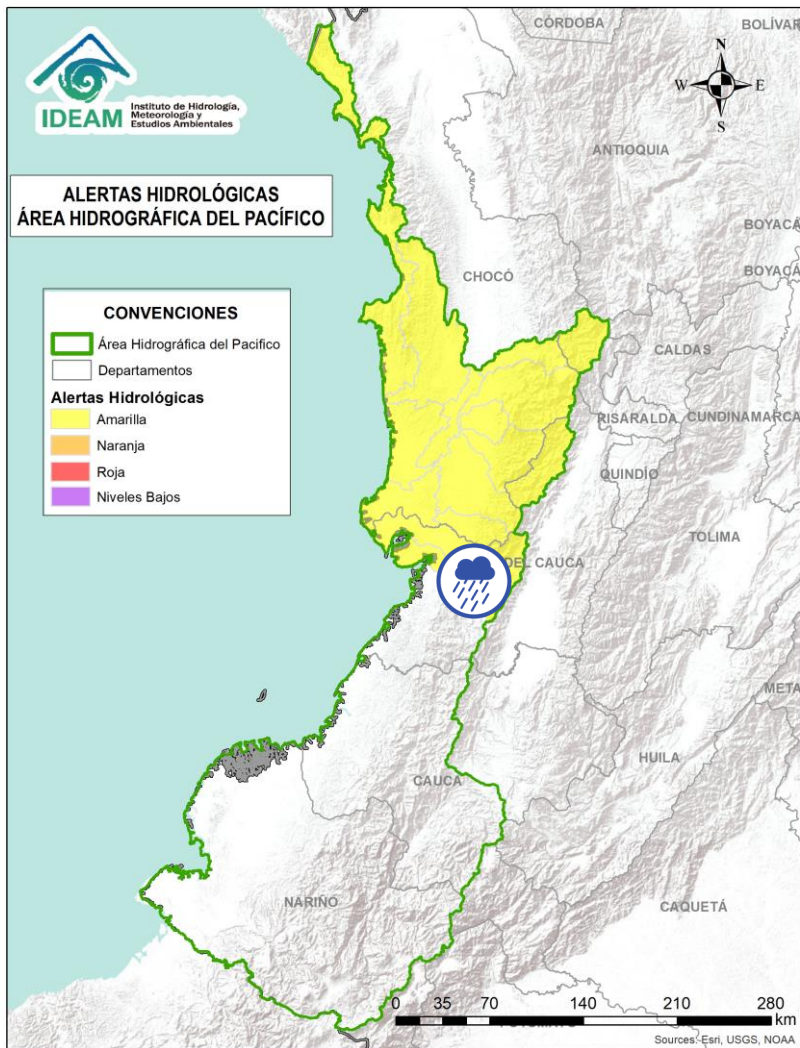 CÓRDOBA
BOLÍVAR
N
W E
S
IDEAM
Instituto de Hidrología,
Meteorología y
Estudios Ambientales
ANTIOQUIA
ALERTAS HIDROLÓGICAS
ÁREA HIDROGRÁFICA DEL PACÍFICO
BOYACÁ
BOYACÁ
CHOCÓ
CONVENCIONES
Área Hidrográfica del Pacifico
Departamentos
Alertas Hidrológicas
Amarilla
Naranja
Roja
Niveles Bajos
CALDAS
RISARALDA
CUNDINAMARCA
QUINDÍO
TOLIMA
DEL CAUCA
META
HUILA
CAUCA
NARIÑO
CAQUETÁ
0 35 70 140 210 280
km
Sources: Esri, USGS, NOAA